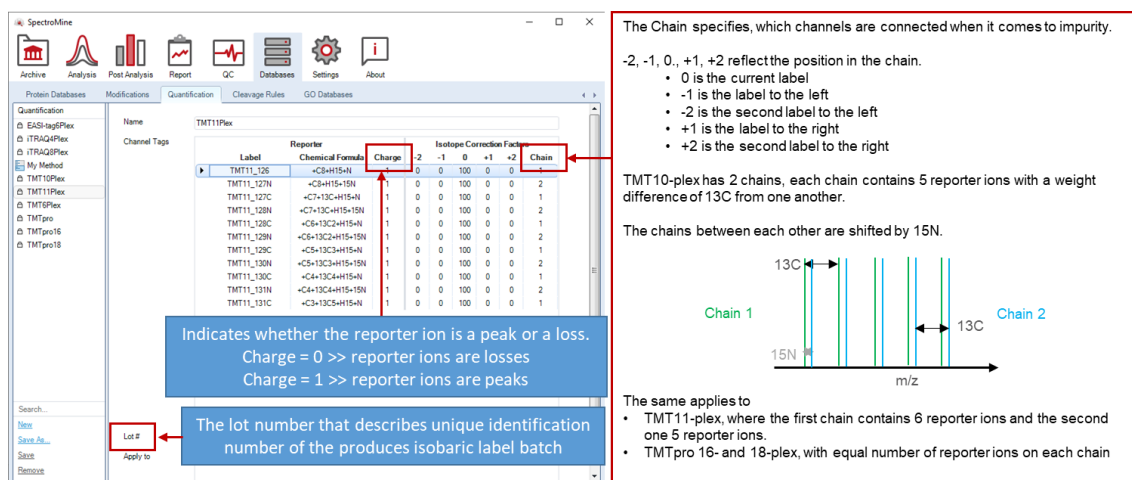 SpectroMine
Archive
Analysis
Post Analysis
Report
QC
Databases
Settings
About
Protein Databases
Modifications
Quantification
Cleavage Rules
GO Databases
Quantification
EASI-tag6Plex
iTRAQ4Plex
iTRAQ8Plex
My Method
TMT10Plex
TMT11Plex
TMT6Plex
TMTpro
TMTpro16
TMTpro18
Search...
New
Save As...
Save
Remove
Name
TMT11Plex
Channel Tags
Reporter
Isotope Correction Factors
Label Chemical Formula Charge -2 -1 0 +1 +2 Chain
TMT11_126 +C8+H15+N 1 0 0 100 0 0 1
TMT11_127N +C8+H15+15N 1 0 0 100 0 0 2
TMT11_127C +C7+13C+H15+N 1 0 0 100 0 0 1
TMT11_128N +C7+13C+H15+15N 1 0 0 100 0 0 2
TMT11_128C +C6+13C2+H15+N 1 0 0 100 0 0 1
TMT11_129N +C6+13C2+H15+15N 1 0 0 100 0 0 2
TMT11_129C +C5+13C3+H15+N 1 0 0 100 0 0 1
TMT11_130N +C5+13C3+H15+15N 1 0 0 100 0 0 2
TMT11_130C +C4+13C4+H15+N 1 0 0 100 0 0 1
TMT11_131N +C4+13C4+H15+15N 1 0 0 100 0 0 2
TMT11_131C +C3+13C5+H15+N 1 0 0 100 0 0 1
Indicates whether the reporter ion is a peak or a loss.
Charge = 0 >> reporter ions are losses
Charge = 1 >> reporter ions are peaks
Lot #
Apply to
The lot number that describes unique identification
number of the produces isobaric label batch
The Chain specifies, which channels are connected when it comes to impurity.
-2, -1, 0., +1, +2 reflect the position in the chain.
• 0 is the current label
• -1 is the label to the left
• -2 is the second label to the left
• +1 is the label to the right
• +2 is the second label to the right
TMT10-plex has 2 chains, each chain contains 5 reporter ions with a weight
difference of 13C from one another.
The chains between each other are shifted by 15N.
13C
Chain 1
13C
Chain 2
15N
m/z
The same applies to
• TMT11-plex, where the first chain contains 6 reporter ions and the second
one 5 reporter ions.
• TMTpro 16- and 18-plex, with equal number of reporter ions on each chain